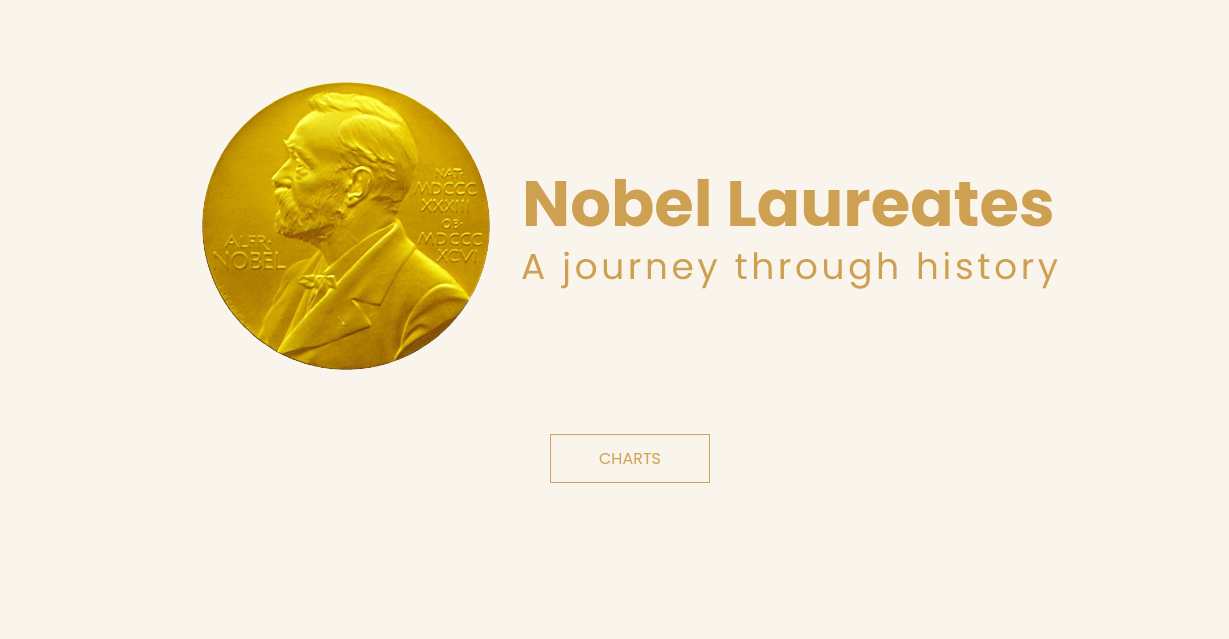 ALFR·
NOBEL
NAT·
MDCCC
XXXIII
OB·
MDCCC
XCVI
Nobel Laureates
A journey through history
CHARTS